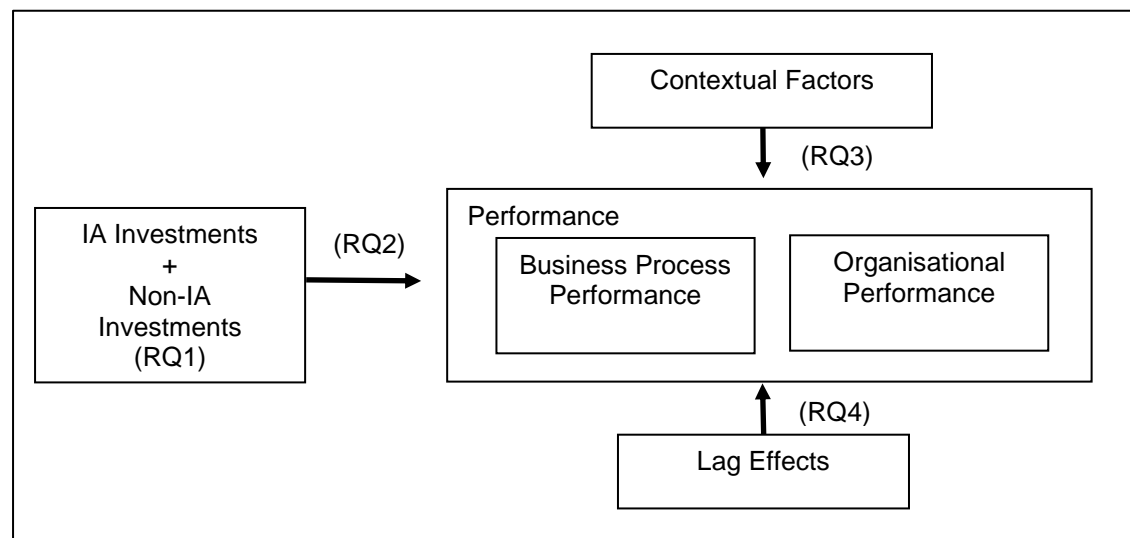 Contextual Factors
(RQ3)
IA Investments
+
Non-IA
Investments
(RQ1)
(RQ2)
Performance
Business Process
Performance
Organisational
Performance
(RQ4)
Lag Effects